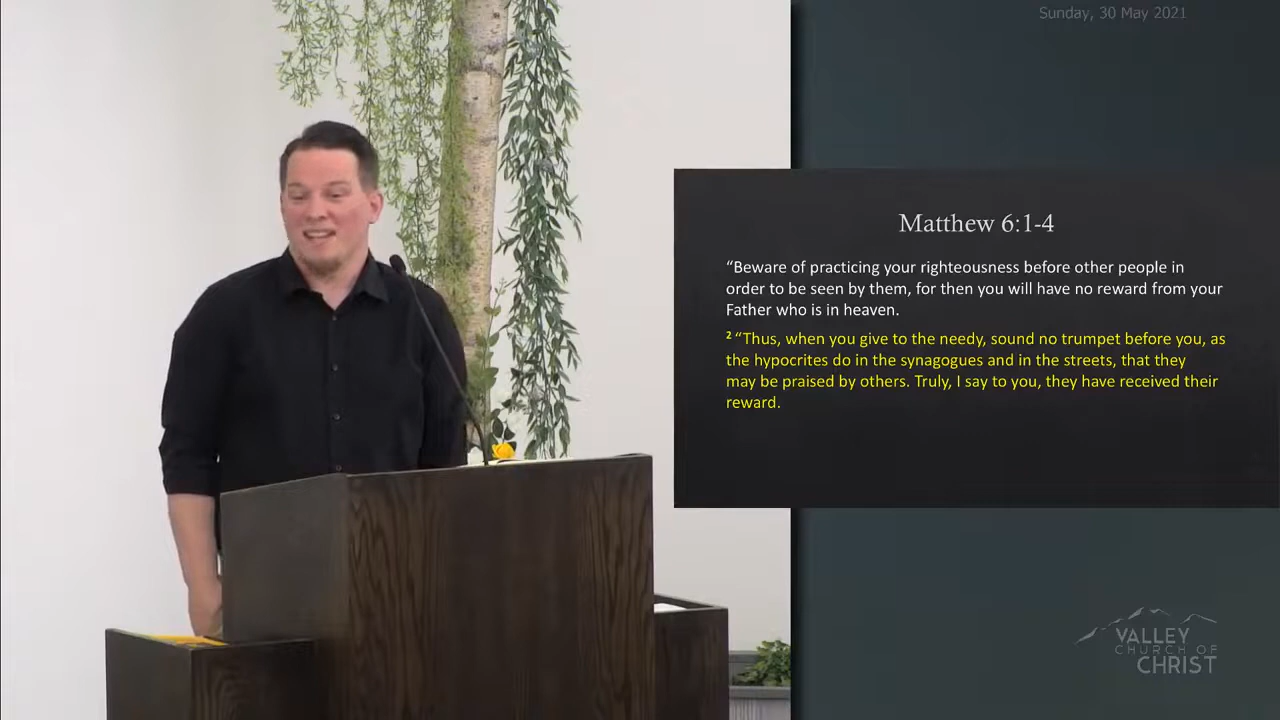 Sunday, 30 May 2021
Matthew 6:1-4
“Beware of practicing your righteousness before other people in
order to be seen by them, for then you will have no reward from your
Father who is in heaven.
2 “Thus, when you give to the needy, sound no trumpet before you, as
the hypocrites do in the synagogues and in the streets, that they
may be praised by others. Truly, I say to you, they have received their
reward.
VALLEY
CHURCH OF
CHRIST